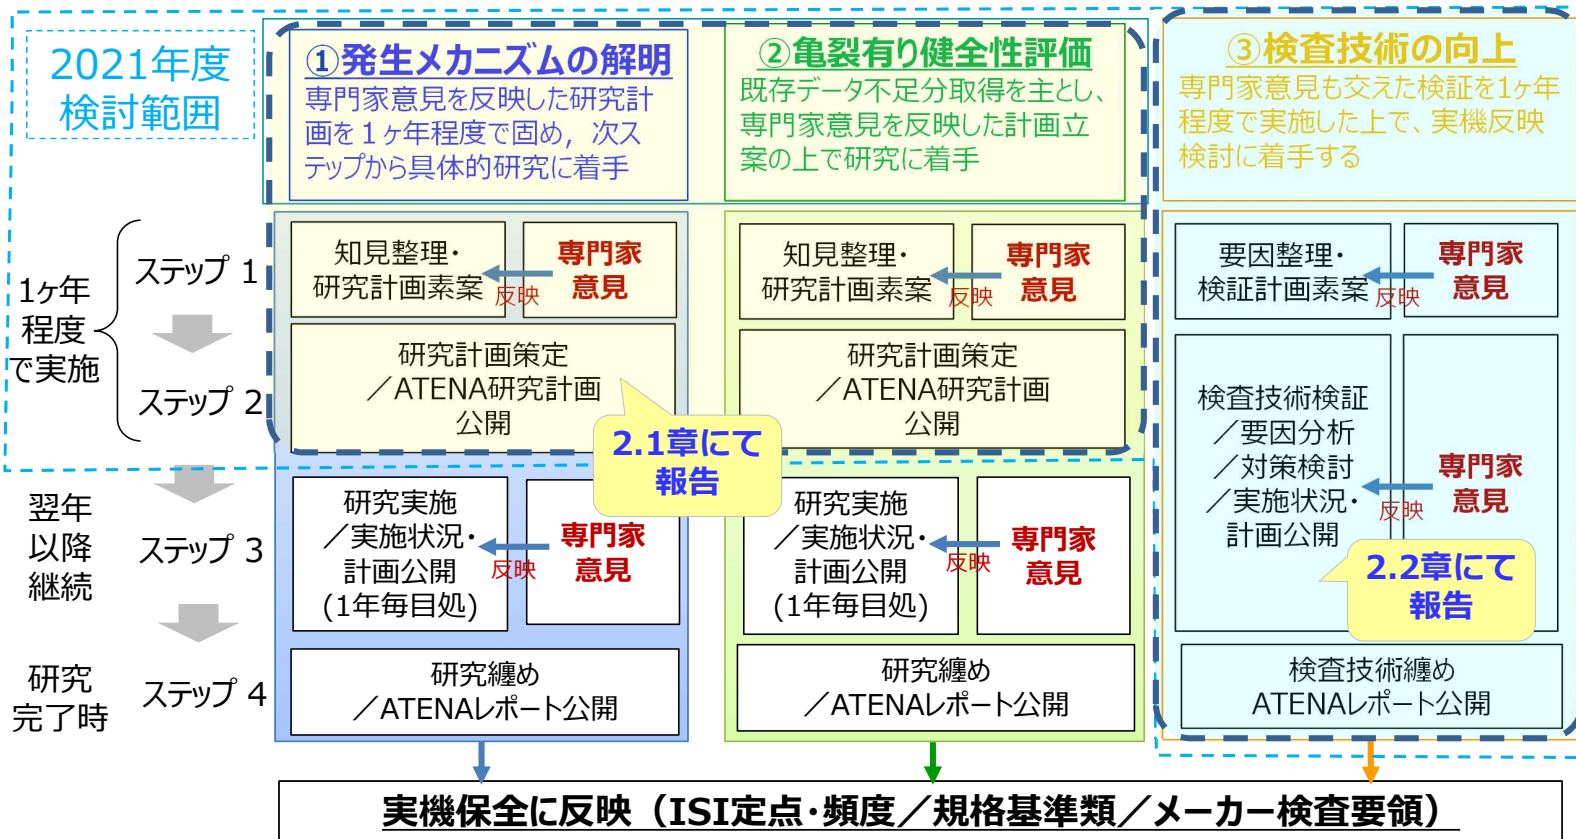 2021年度
検討範囲
①発生メカニズムの解明
専門家意見を反映した研究計
画を１ヶ年程度で固め，次ス
テップから具体的研究に着手
②亀裂有り健全性評価
既存データ不足分取得を主とし、
専門家意見を反映した計画立
案の上で研究に着手
③検査技術の向上
専門家意見も交えた検証を1ヶ年
程度で実施した上で、実機反映
検討に着手する
1ヶ年
程度
で実施
ステップ 1
知見整理・
研究計画素案
反映
専門家
意見
知見整理・
研究計画素案
反映
専門家
意見
要因整理・
検証計画素案
反映
専門家
意見
ステップ 2
研究計画策定
／ATENA研究計画
公開
研究計画策定
／ATENA研究計画
公開
2.1章にて
報告
検査技術検証
／要因分析
／対策検討
／実施状況・
計画公開
反映
専門家
意見
2.2章にて
報告
翌年
以降
継続
ステップ 3
研究実施
／実施状況・
計画公開
(1年毎目処)
反映
専門家
意見
研究実施
／実施状況・
計画公開
(1年毎目処)
反映
専門家
意見
研究
完了時
ステップ 4
研究纏め
／ATENAレポート公開
研究纏め
／ATENAレポート公開
検査技術纏め
ATENAレポート公開
実機保全に反映（ISI定点・頻度／規格基準類／メーカー検査要領）